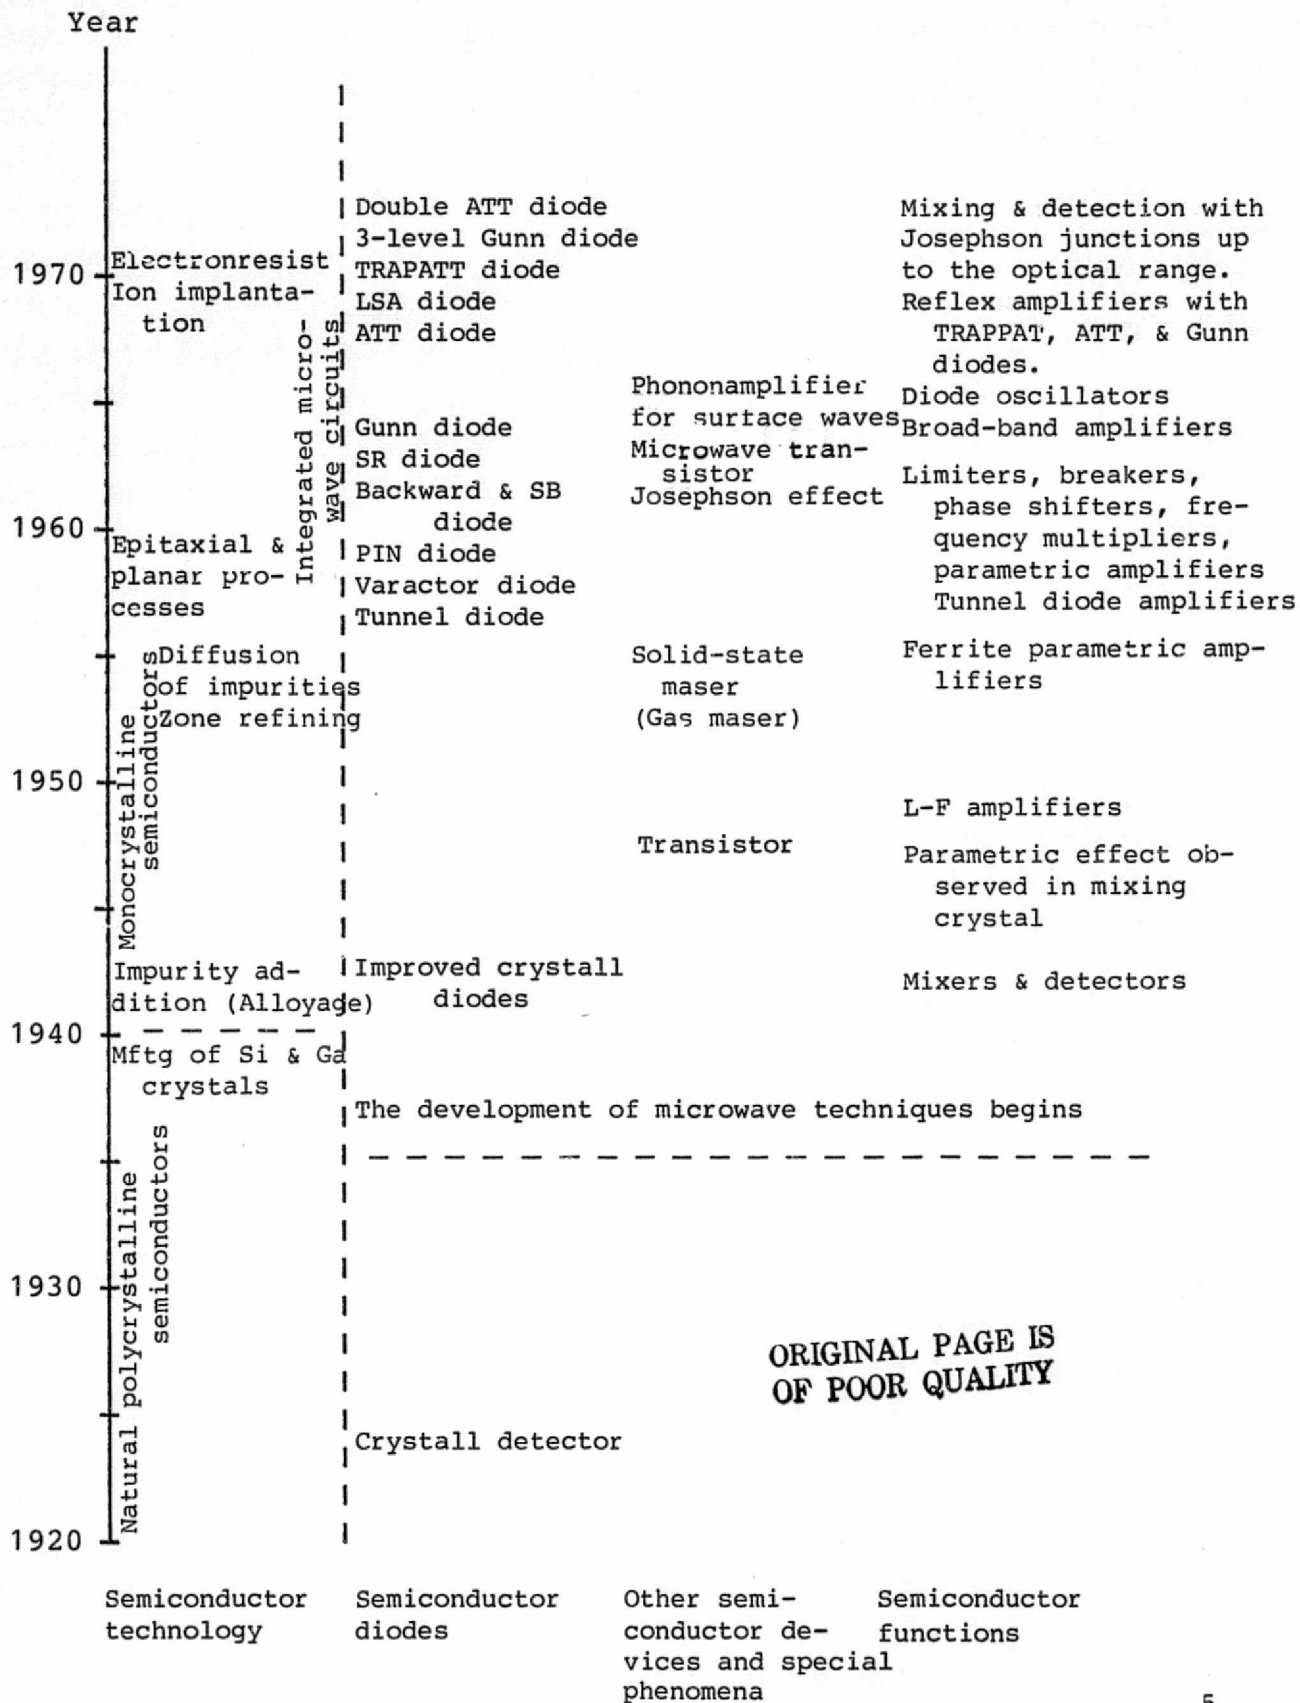 Year
1970
1960
1950
1940
1930
1920
Electronresist
Ion implanta-
tion
Integrated micro-
wave circuits
Epitaxial &
planar pro-
cesses
Diffusion
of impurities
Zone refining
Monocrystalline
semiconductors
Impurity ad-
dition (Alloyage)
Mftg of Si & Ga
crystals
Natural polycrystalline
semiconductors
Double ATT diode
3-level Gunn diode
TRAPATT diode
LSA diode
ATT diode
Gunn diode
SR diode
Backward & SB
diode
PIN diode
Varactor diode
Tunnel diode
Improved crystall
diodes
The development of microwave techniques begins
Crystall detector
Phononamplifier
for surface waves
Microwave tran-
sistor
Josephson effect
Solid-state
maser
(Gas maser)
Transistor
Mixing & detection with
Josephson junctions up
to the optical range.
Reflex amplifiers with
TRAPPAT, ATT, & Gunn
diodes.
Diode oscillators
Broad-band amplifiers
Limiters, breakers,
phase shifters, fre-
quency multipliers,
parametric amplifiers
Tunnel diode amplifiers
Ferrite parametric amp-
lifiers
L-F amplifiers
Parametric effect ob-
served in mixing
crystal
Mixers & detectors
ORIGINAL PAGE IS
OF POOR QUALITY
Semiconductor
technology
Semiconductor
diodes
Other semi-
conductor de-
vices and special
phenomena
Semiconductor
functions
5